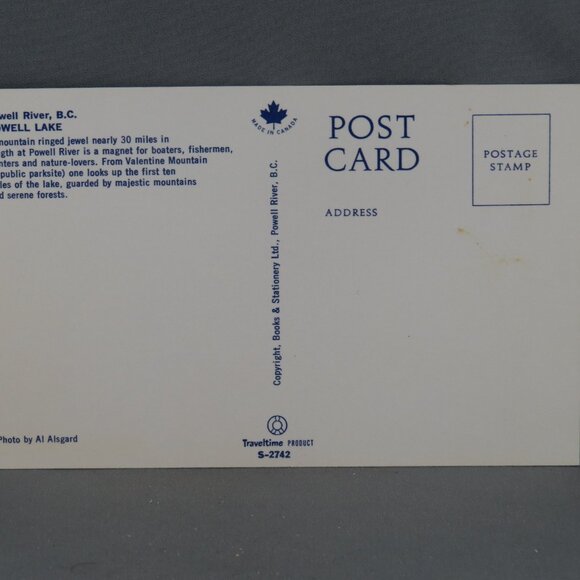 well River, B.C.
OWELL LAKE
mountain ringed jewel nearly 30 miles in
gth at Powell River is a magnet for boaters, fishermen,
nters and nature-lovers. From Valentine Mountain
public parksite) one looks up the first ten
les of the lake, guarded by majestic mountains
d serene forests.
Photo by Al Alsgard
MADE IN CANADA
Copyright, Books & Stationery Ltd., Powell River, B.C.
Traveltime PRODUCT
S-2742
POST
CARD
ADDRESS
POSTAGE
STAMP